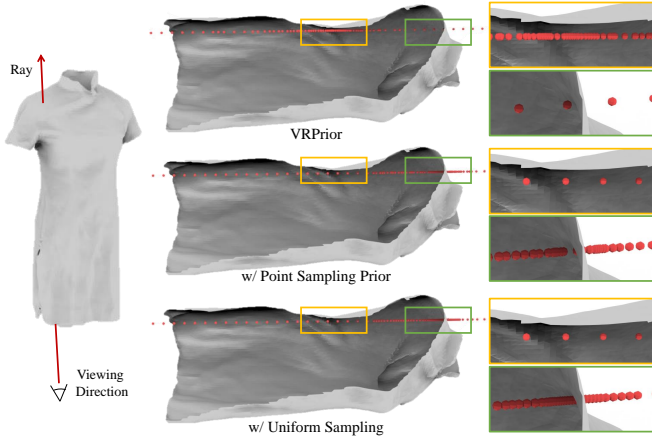 Ray
VRPrior
w/ Point Sampling Prior
Viewing
Direction
w/ Uniform Sampling